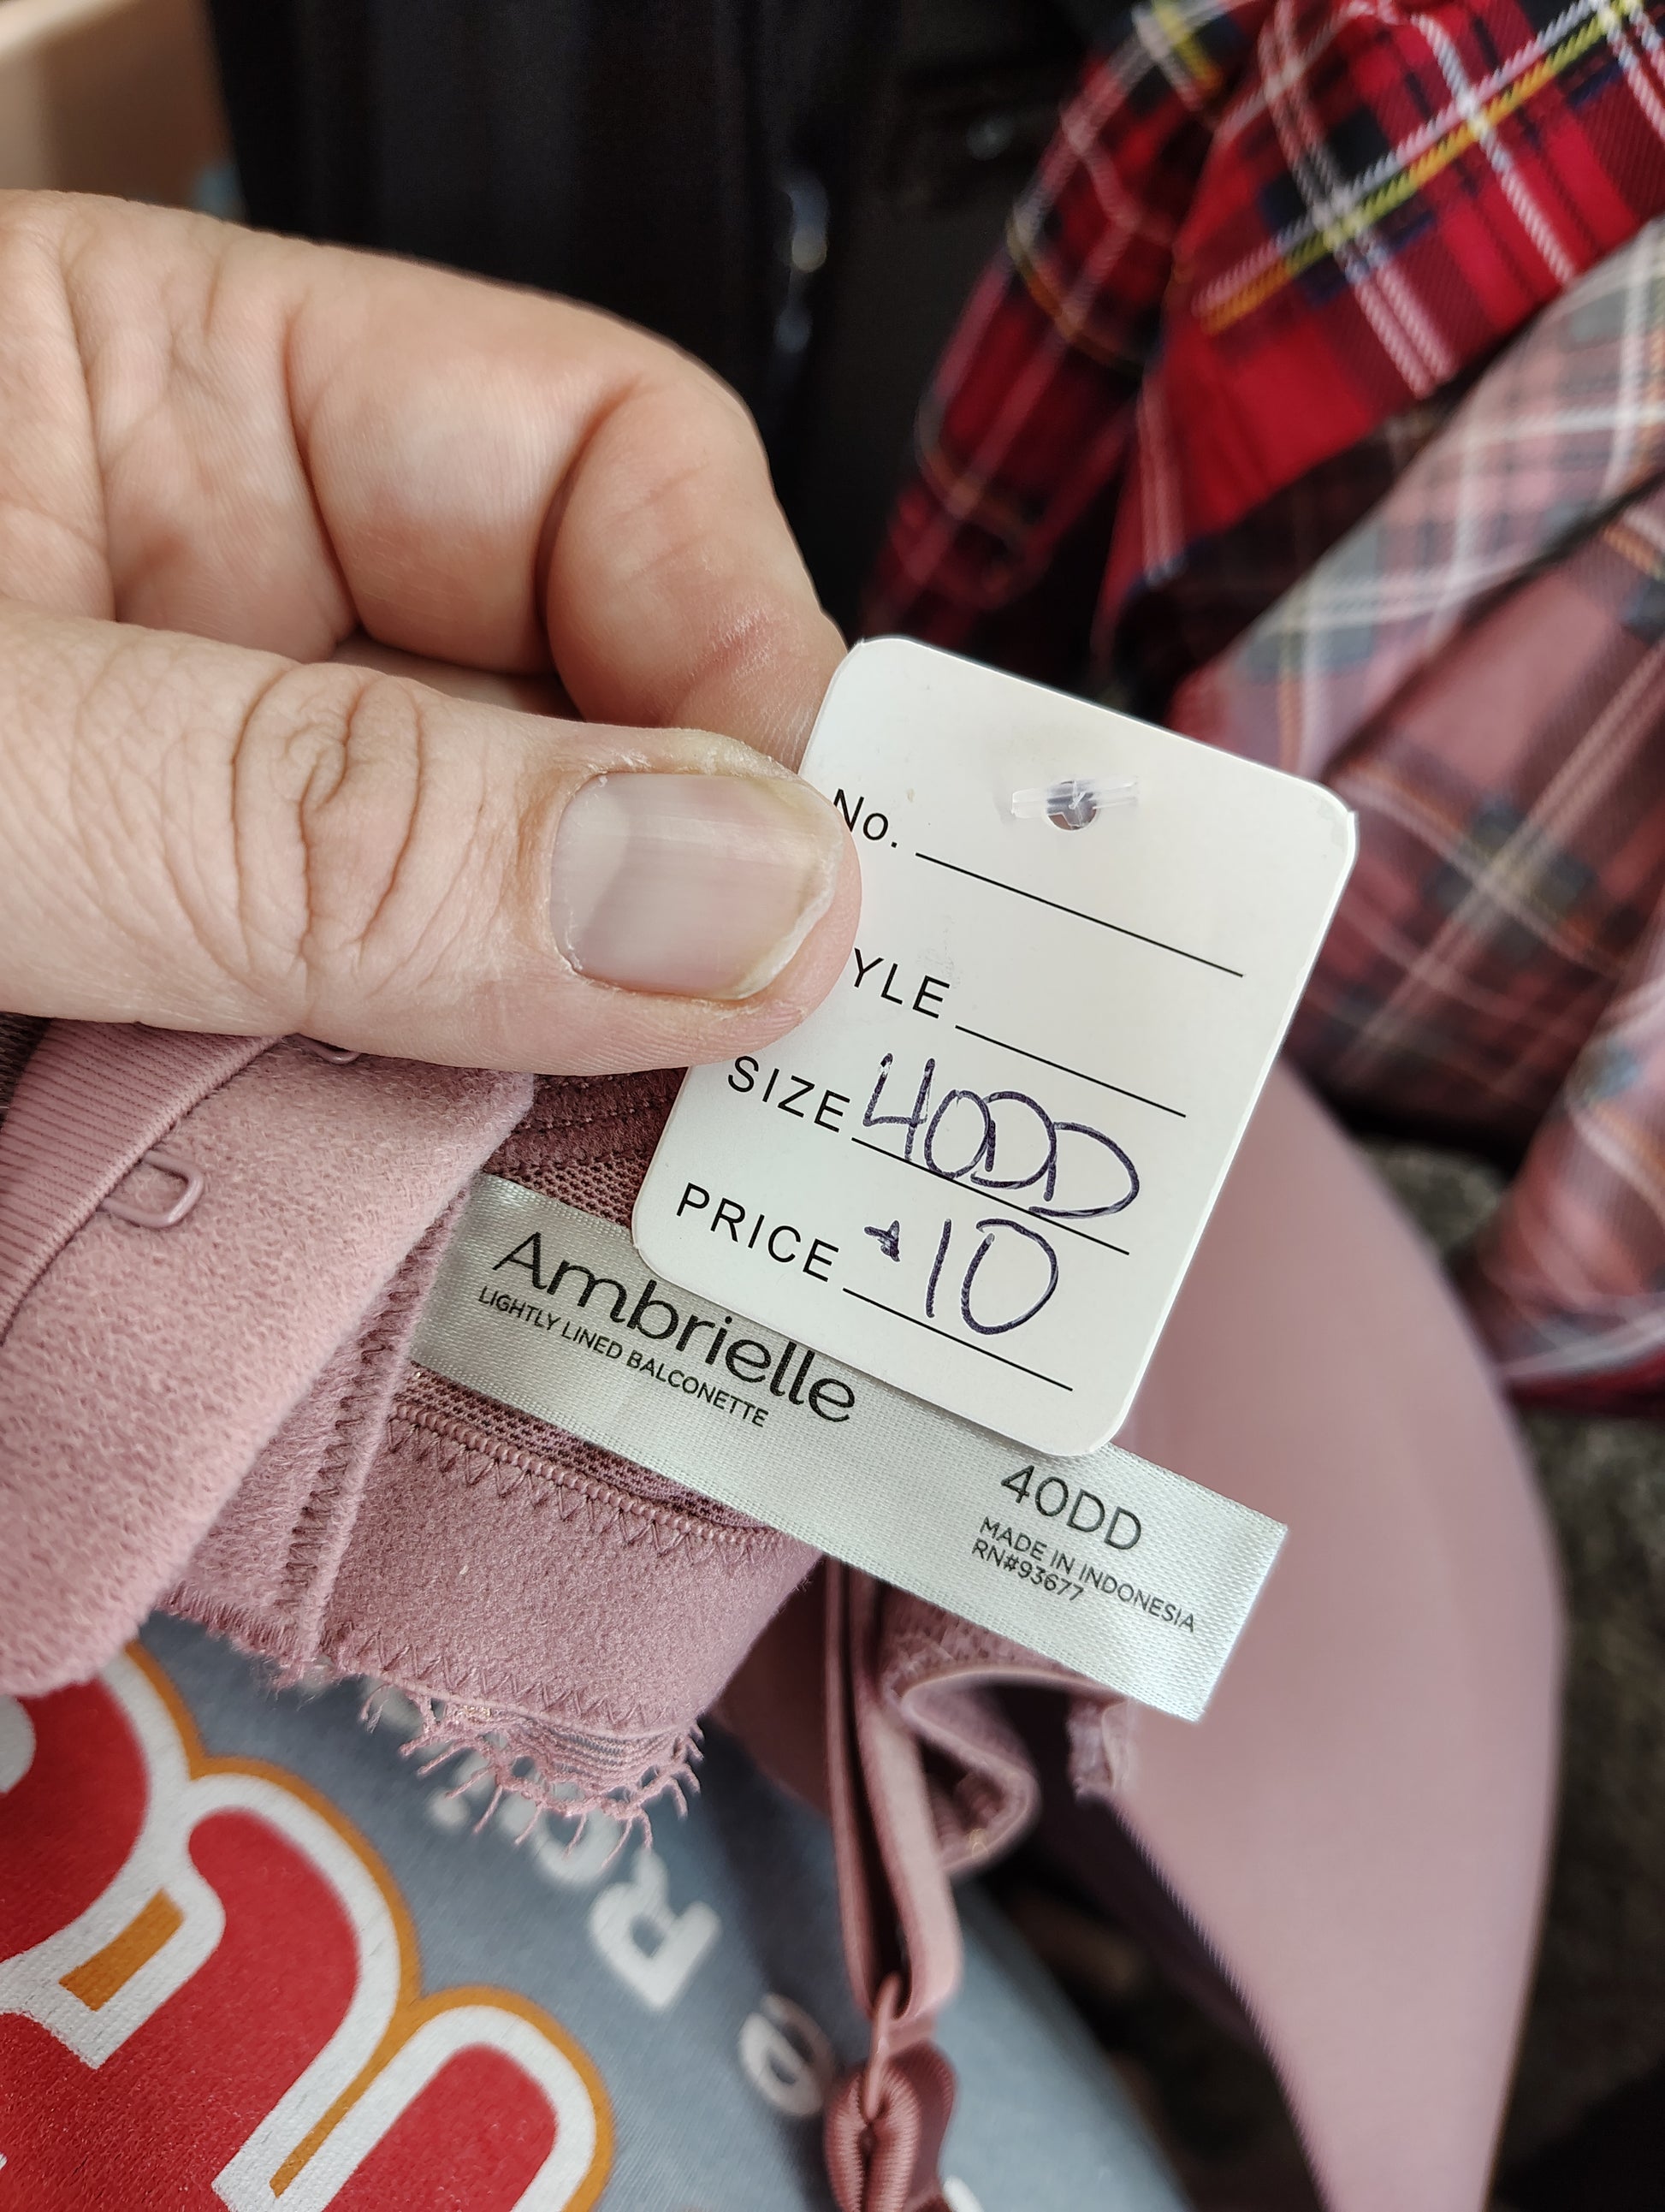 No.
YLE
SIZE 40DD
PRICE $10
Ambrielle
LIGHTLY LINED BALCONETTE
40DD
MADE IN INDONESIA
RN#93677